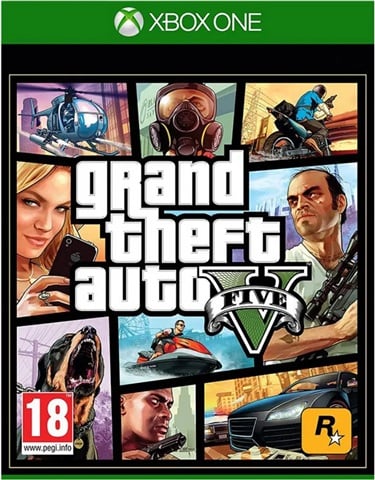 XBOX ONE
grand
theft
auto
V
FIVE
18
www.pegi.info
R